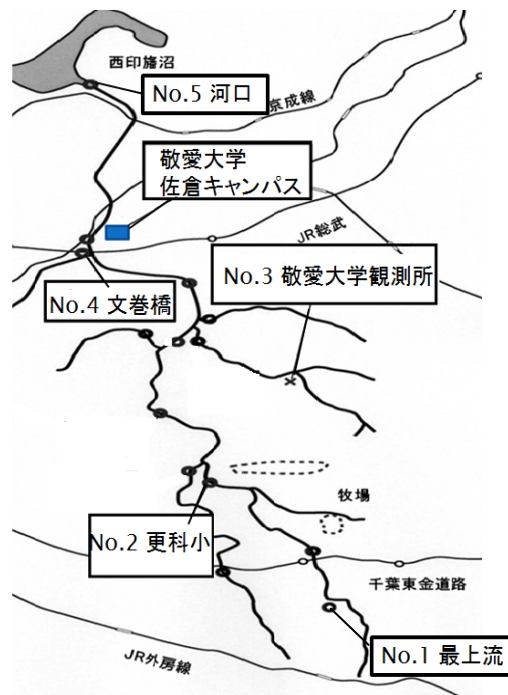 西印旛沼
No.5 河口
京成線
敬愛大学
佐倉キャンパス
JR総武
No.3 敬愛大学観測所
No.4 文巻橋
牧場
No.2 更科小
千葉東金道路
No.1 最上流
JR外房線